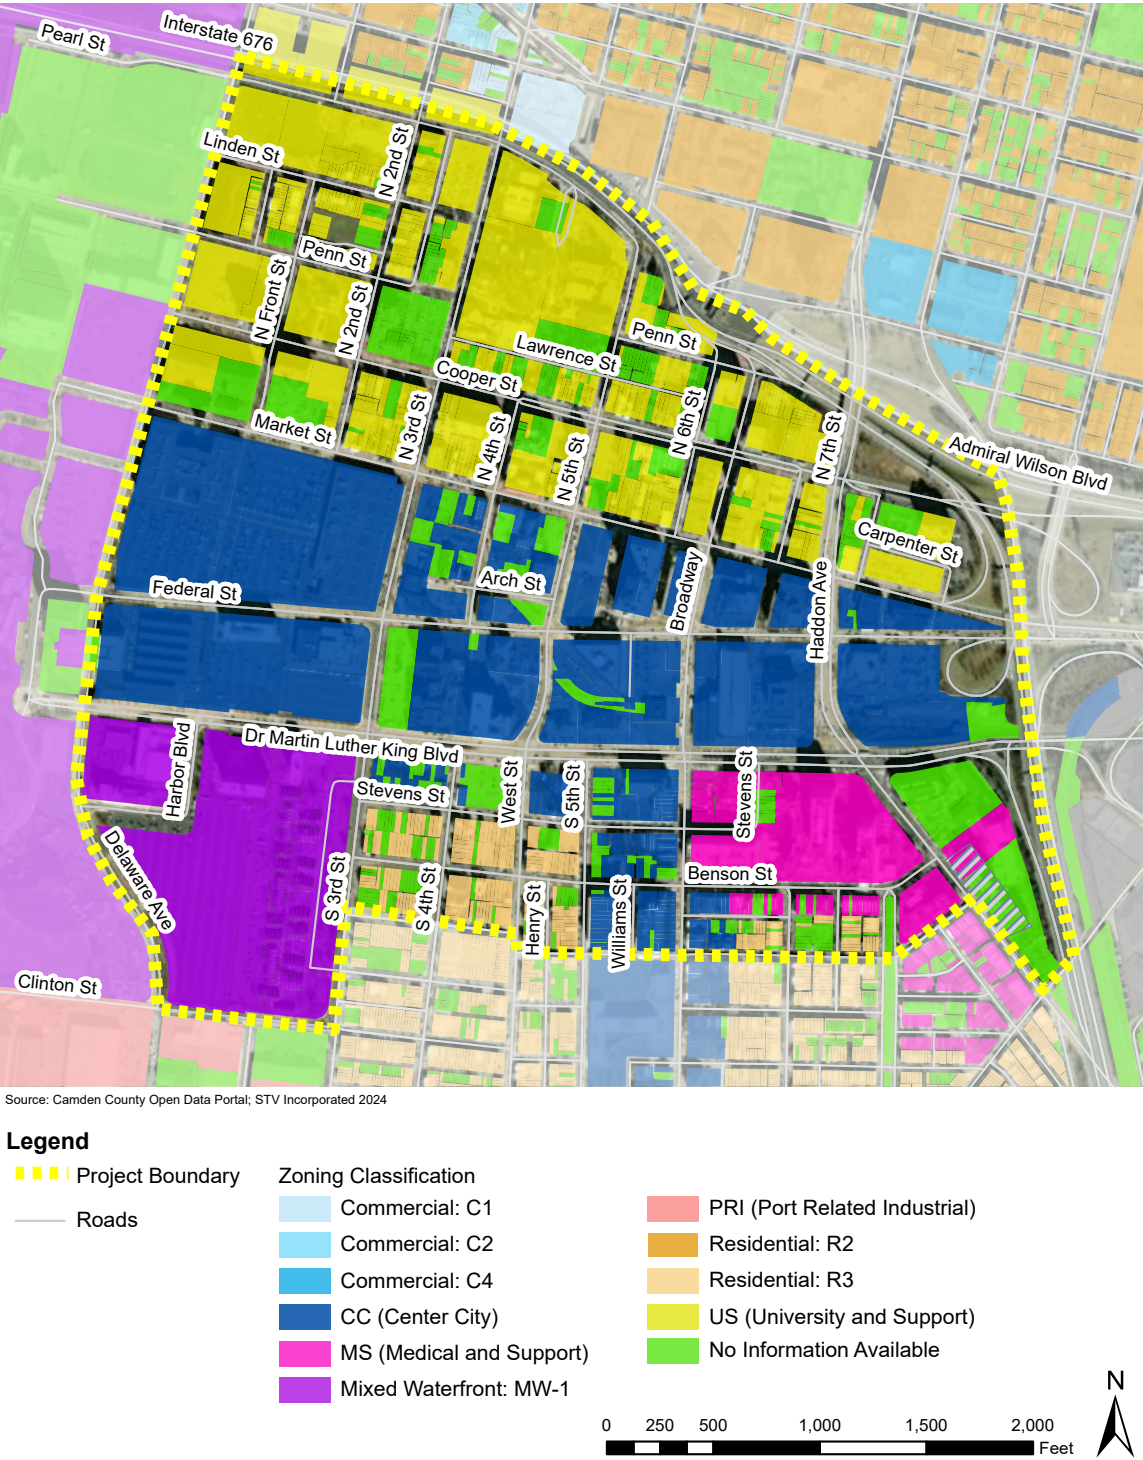 Interstate 676
Pearl St
Linden St
N 2nd St
Penn St
N Front St
N 2nd St
Lawrence St
Penn St
Cooper St
Market St
N 3rd St
N 4th St
N 5th St
N 6th St
N 7th St
Admiral Wilson Blvd
Carpenter St
Arch St
Federal St
Broadway
Haddon Ave
Harbor Blvd
Dr Martin Luther King Blvd
Stevens St
West St
S 5th St
Stevens St
Benson St
Delaware Ave
S 3rd St
S 4th St
Henry St
Williams St
Clinton St
Source: Camden County Open Data Portal; STV Incorporated 2024
Legend
Project Boundary
Roads
Zoning Classification
Commercial: C1
Commercial: C2
Commercial: C4
CC (Center City)
MS (Medical and Support)
Mixed Waterfront: MW-1
PRI (Port Related Industrial)
Residential: R2
Residential: R3
US (University and Support)
No Information Available
N
0 250 500 1,000 1,500 2,000
Feet